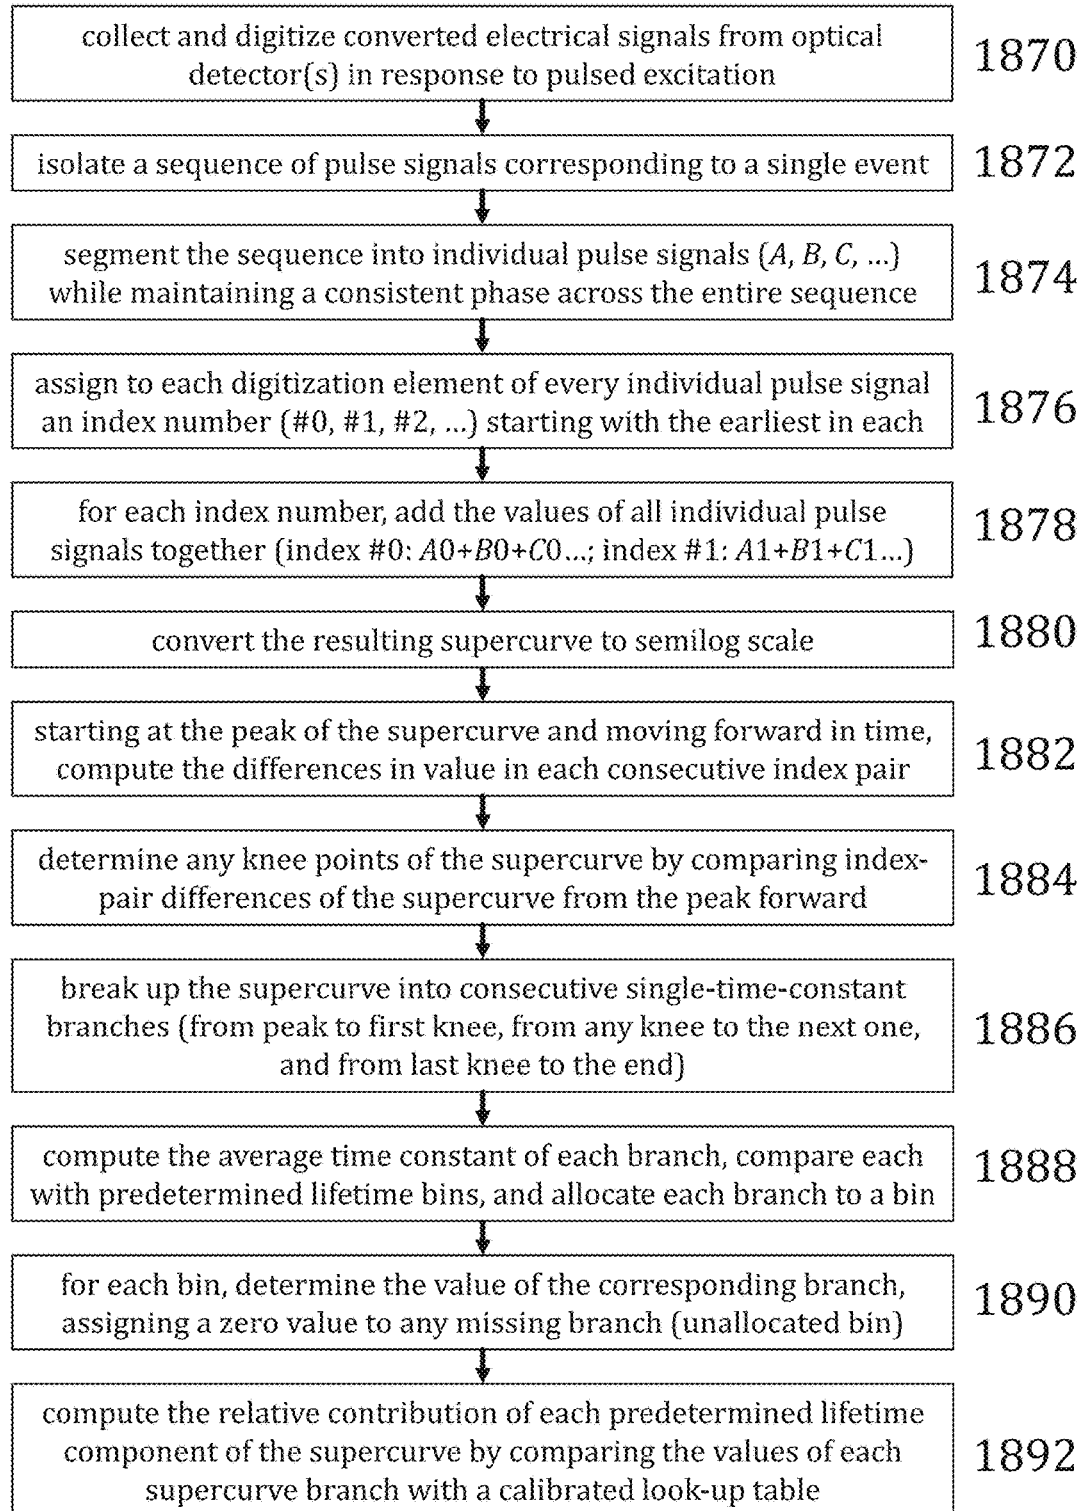 collect and digitize converted electrical signals from optical
detector(s) in response to pulsed excitation
1870
isolate a sequence of pulse signals corresponding to a single event
1872
segment the sequence into individual pulse signals (A, B, C, ...)
while maintaining a consistent phase across the entire sequence
1874
assign to each digitization element of every individual pulse signal
an index number (#0, #1, #2, ...) starting with the earliest in each
1876
for each index number, add the values of all individual pulse
signals together (index #0: A0+B0+C0...; index #1: A1+B1+C1...)
1878
convert the resulting supercurve to semilog scale
1880
starting at the peak of the supercurve and moving forward in time,
compute the differences in value in each consecutive index pair
1882
determine any knee points of the supercurve by comparing index-
pair differences of the supercurve from the peak forward
1884
break up the supercurve into consecutive single-time-constant
branches (from peak to first knee, from any knee to the next one,
and from last knee to the end)
1886
compute the average time constant of each branch, compare each
with predetermined lifetime bins, and allocate each branch to a bin
1888
for each bin, determine the value of the corresponding branch,
assigning a zero value to any missing branch (unallocated bin)
1890
compute the relative contribution of each predetermined lifetime
component of the supercurve by comparing the values of each
supercurve branch with a calibrated look-up table
1892